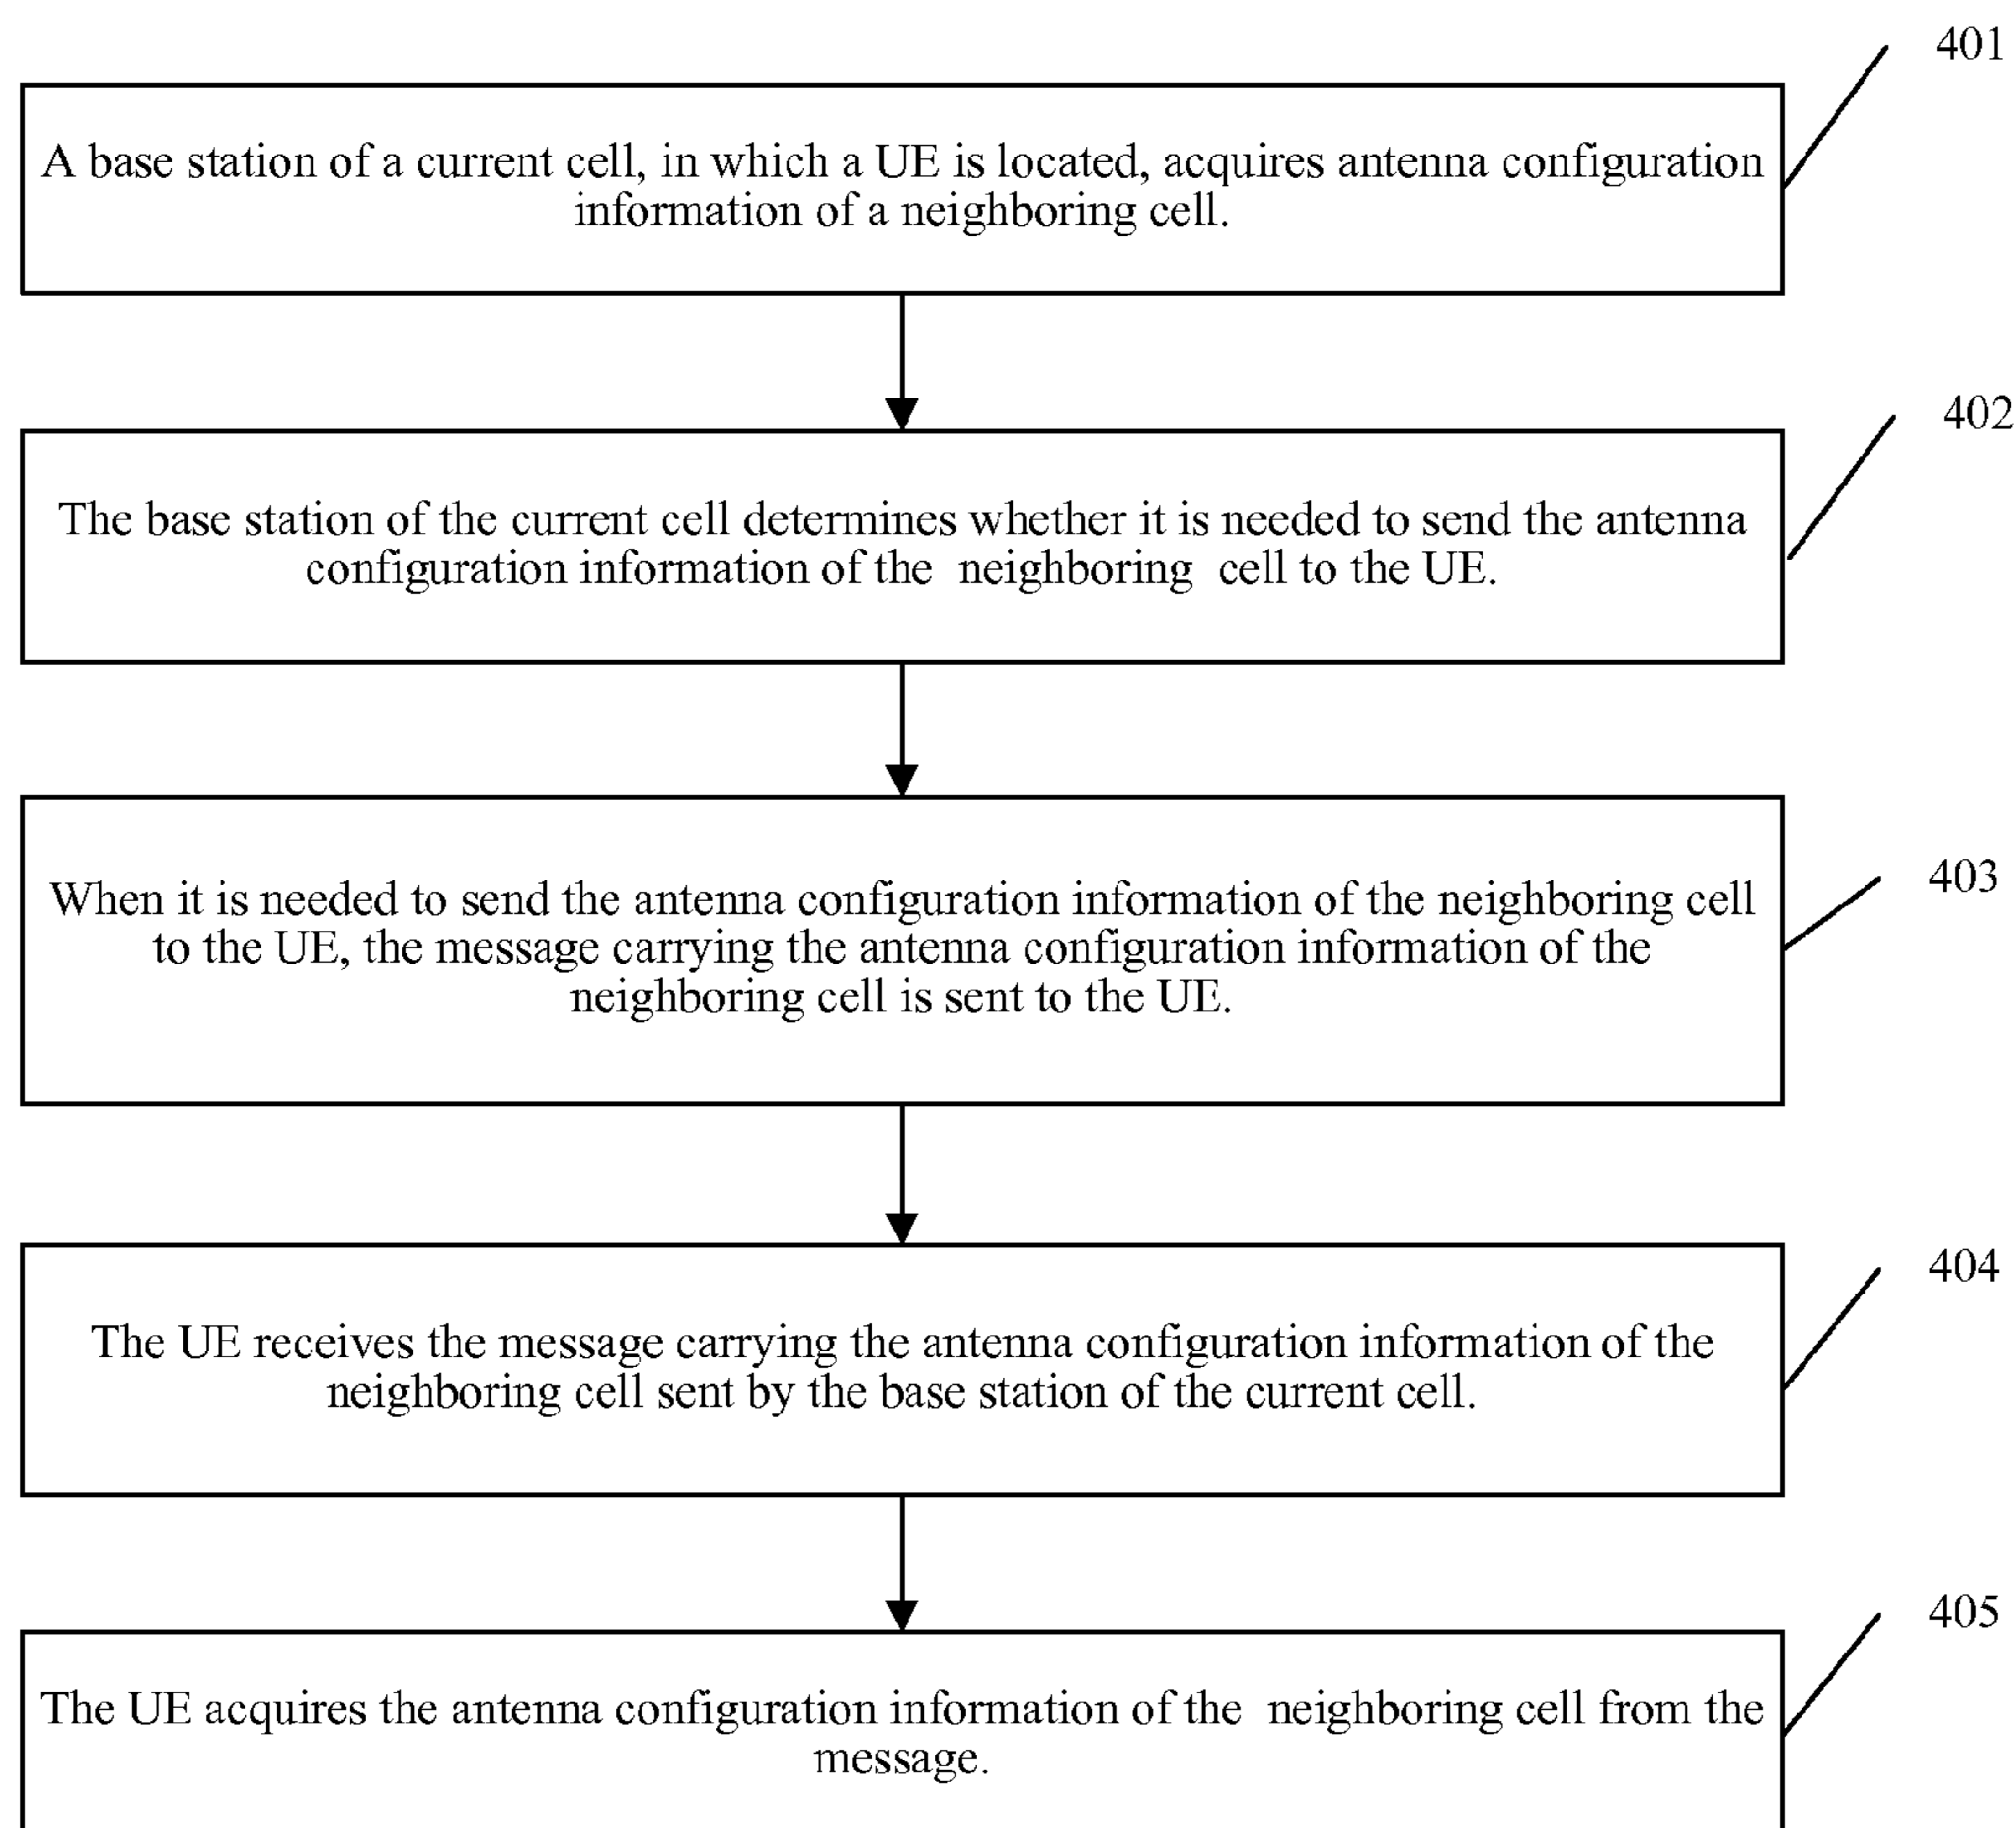 401
A base station of a current cell, in which a UE is located, acquires antenna configuration
information of a neighboring cell.
402
The base station of the current cell determines whether it is needed to send the antenna
configuration information of the neighboring cell to the UE.
403
When it is needed to send the antenna configuration information of the neighboring cell
to the UE, the message carrying the antenna configuration information of the
neighboring cell is sent to the UE.
404
The UE receives the message carrying the antenna configuration information of the
neighboring cell sent by the base station of the current cell.
405
The UE acquires the antenna configuration information of the neighboring cell from the
message.